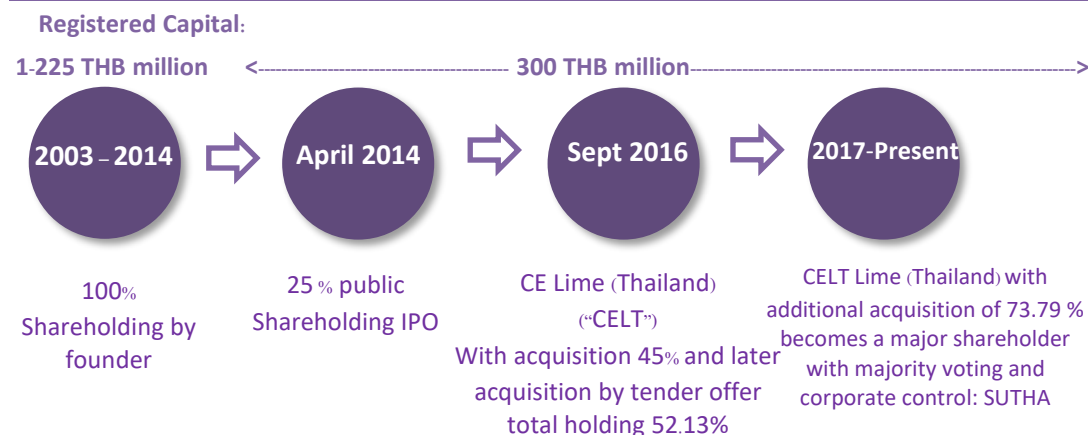 Registered Capital:
1-225 THB million <------------------------------------------ 300 THB million------------------------------------------------------------------>
2003 – 2014
April 2014
Sept 2016
2017-Present
100%
Shareholding by
founder
25 % public
Shareholding IPO
CE Lime (Thailand)
(“CELT”)
With acquisition 45% and later
acquisition by tender offer
total holding 52.13%
CELT Lime (Thailand) with
additional acquisition of 73.79 %
becomes a major shareholder
with majority voting and
corporate control: SUTHA